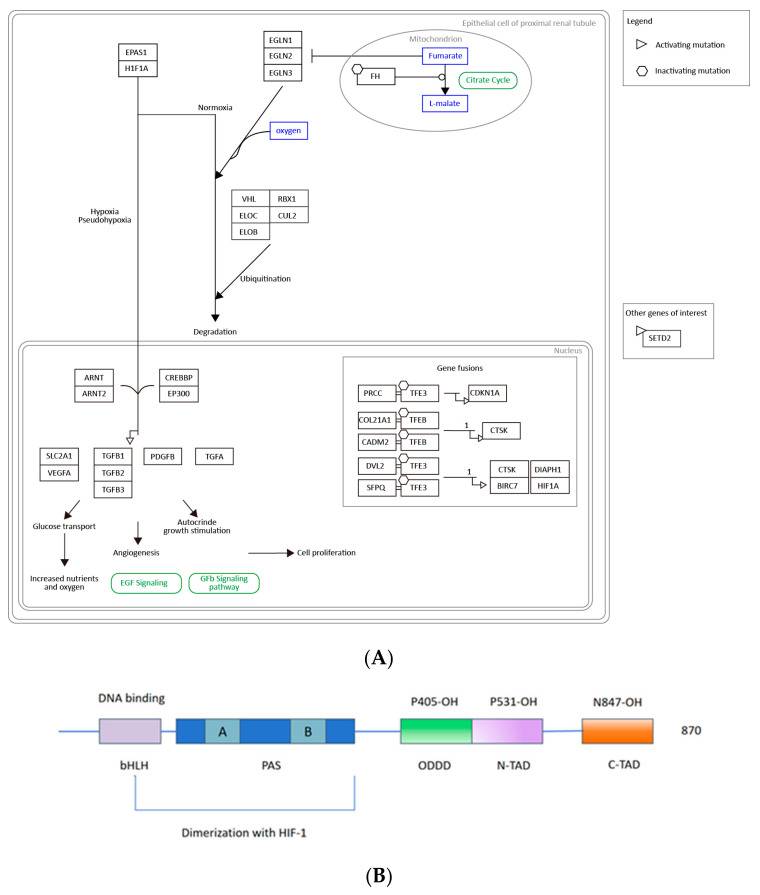 Epithelial cell of proximal renal tubule
Legend
Activating mutation
Inactivating mutation
EPAS1
H1F1A
EGLN1
EGLN2
EGLN3
Mitochondrion
Fumarate
FH
Citrate Cycle
L-malate
Normoxia
oxygen
Hypoxia
Pseudohypoxia
VHL
RBX1
ELOC
CUL2
ELOB
Ubiquitination
Degradation
Other genes of interest
SETD2
Nucleus
Gene fusions
ARNT
ARNT2
CREBBP
EP300
PRCC
TFE3
CDKN1A
COL21A1
TFEB
CADM2
TFEB
1
CTSK
DVL2
TFE3
SFPQ
TFE3
1
CTSK
DIAPH1
BIRC7
HIF1A
SLC2A1
VEGFA
TGFB1
TGFB2
TGFB3
PDGFB
TGFA
Glucose transport
Autocrinde
growth stimulation
Angiogenesis
Cell proliferation
Increased nutrients
and oxygen
EGF Signaling
GFb Signaling
pathway
(A)
DNA binding
P405-OH
P531-OH
N847-OH
A
B
870
bHLH
PAS
ODDD
N-TAD
C-TAD
Dimerization with HIF-1
(B)